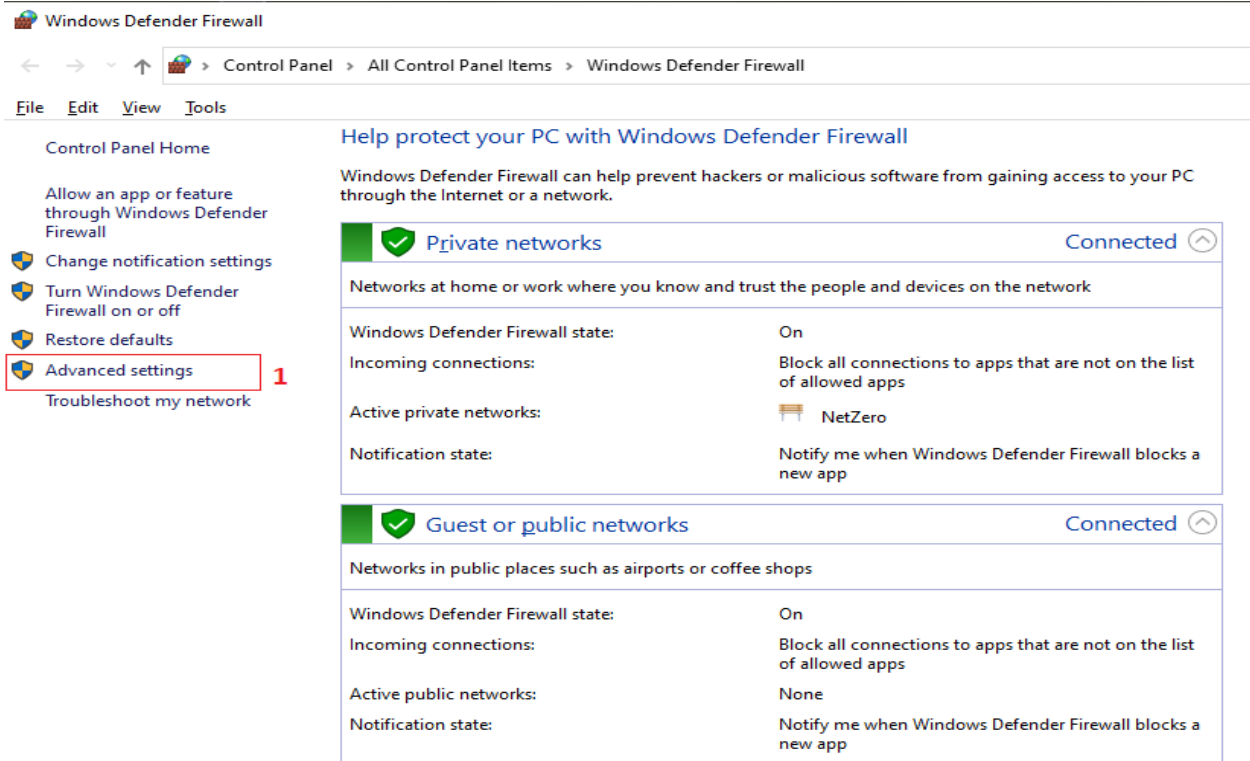 Windows Defender Firewall
Control Panel > All Control Panel Items > Windows Defender Firewall
File Edit View Tools
Control Panel Home
Allow an app or feature
through Windows Defender
Firewall
Change notification settings
Turn Windows Defender
Firewall on or off
Restore defaults
Advanced settings 1
Troubleshoot my network
Help protect your PC with Windows Defender Firewall
Windows Defender Firewall can help prevent hackers or malicious software from gaining access to your PC
through the Internet or a network.
Private networks Connected
Networks at home or work where you know and trust the people and devices on the network
Windows Defender Firewall state: On
Incoming connections: Block all connections to apps that are not on the list
of allowed apps
Active private networks: NetZero
Notification state: Notify me when Windows Defender Firewall blocks a
new app
Guest or public networks Connected
Networks in public places such as airports or coffee shops
Windows Defender Firewall state: On
Incoming connections: Block all connections to apps that are not on the list
of allowed apps
Active public networks: None
Notification state: Notify me when Windows Defender Firewall blocks a
new app